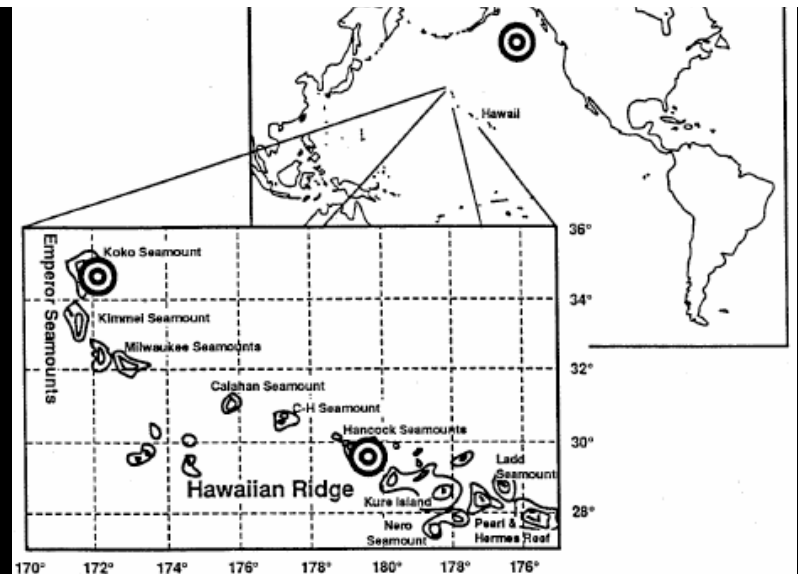 Hawaii
36°
Emperor Seamounts
Koko Seamount
34°
Kimmel Seamount
Milwaukee Seamounts
32°
Calahan Seamount
C-H Seamount
Hancock Seamounts
30°
Ladd
Seamount
Hawaiian Ridge
Kure Island
28°
Nero
Seamount
Pearl &
Hermes Reef
170° 172° 174° 176° 178° 180° 178° 176°